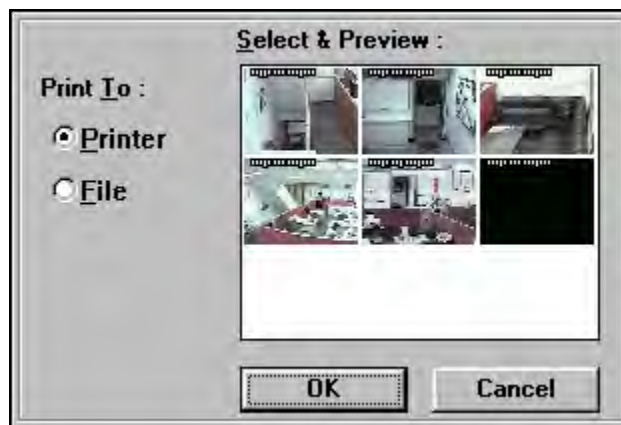 Select & Preview :
Print To :
Printer
File
OK
Cancel